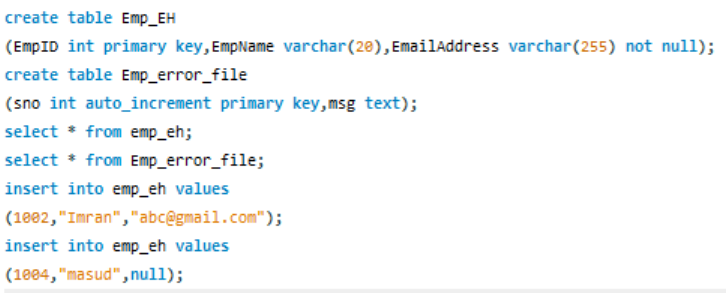 create table Emp_EH
(EmpID int primary key,EmpName varchar(20),EmailAddress varchar(255) not null);
create table Emp_error_file
(sno int auto_increment primary key,msg text);
select * from emp_eh;
select * from Emp_error_file;
insert into emp_eh values
(1002,"Imran","abc@gmail.com");
insert into emp_eh values
(1004,"masud",null);